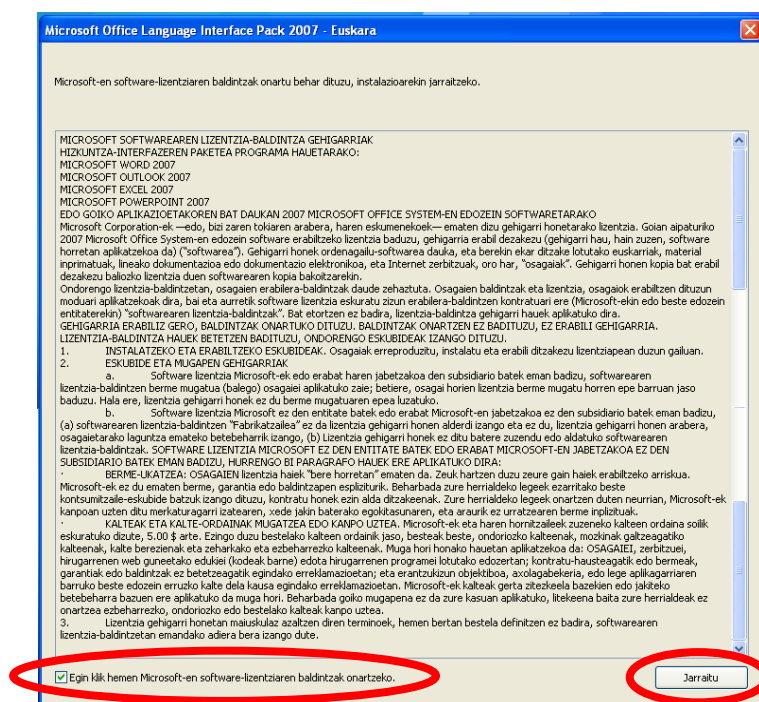 Microsoft Office Language Interface Pack 2007 - Euskara
Microsoft-en software-lizentziaren baldintzak onartu behar dituzu, instalazioarekin jarraitzeko.
MICROSOFT SOFTWAREAREN LIZENTZIA-BALDINTZA GEHIGARRIAK
HIZKUNTZA-INTERFAZEREN PAKETEA PROGRAMA HAUETARAKO:
MICROSOFT WORD 2007
MICROSOFT OUTLOOK 2007
MICROSOFT EXCEL 2007
MICROSOFT POWERPOINT 2007
EDO GOIKO APLIKAZIOETAKOREN BAT DAUKAN 2007 MICROSOFT OFFICE SYSTEM-EN EDOZEIN SOFTWARETARAKO
Microsoft Corporation-ek —edo, bizi zaren tokiaren arabera, haren eskumenekoek— ematen dizu gehigarri honetarako lizentzia. Goian aipaturiko
2007 Microsoft Office System-en edozein software erabiltzeko lizentzia baduzu, gehigarria erabil dezakezu (gehigarri hau, hain zuzen, software
horretan aplikatzekoa da) ("softwarea"). Gehigarri honek ordenagailu-softwarea dauka, eta berekin ekar ditzake lotutako euskarriak, material
inprimatuak, lineako dokumentazioa edo dokumentazio elektronikoa, eta Internet zerbitzuak, oro har, "osagaiak". Gehigarri honen kopia bat erabil
dezakezu baliozko lizentzia duen softwarearen kopia bakoitzarekin.
Ondorengo lizentzia-baldintzetan, osagaien erabilera-baldintzak daude zehaztuta. Osagaien baldintzak eta lizentzia, osagaiok erabiltzen dituzun
moduari aplikatzekoak dira, bai eta aurretik software lizentzia eskuratu zizun erabilera-baldintzen kontratuari ere (Microsoft-ekin edo beste edozein
entitaterekin) "softwarearen lizentzia-baldintzak". Bat etortzen ez badira, lizentzia-baldintza gehigarri hauek aplikatuko dira.
GEHIGARRIA ERABILIZ GERO, BALDINTZAK ONARTUKO DITUZU. BALDINTZAK ONARTZEN EZ BADITUZU, EZ ERABILI GEHIGARRIA.
LIZENTZIA-BALDINTZA HAUEK BETETZEN BADITUZU, ONDORENGO ESKUBIDEAK IZANGO DITUZU.
1. INSTALATZEKO ETA ERABILTZEKO ESKUBIDEAK. Osagaiak erreproduzitu, instalatu eta erabili ditzakezu lizentziapean duzun gailuan.
2. ESKUBIDE ETA MUGAPEN GEHIGARRIAK
a. Software lizentzia Microsoft-ek edo erabat haren jabetzakoa den subsidiario batek eman badizu, softwarearen
lizentzia-baldintzen berme mugatua (balego) osagaiei aplikatuko zaie; betiere, osagai horien lizentzia berme mugatu horren epe barruan jaso
baduzu. Hala ere, lizentzia gehigarri honek ez du berme mugatuaren epea luzatuko.
b. Software lizentzia Microsoft ez den entitate batek edo erabat Microsoft-en jabetzakoa ez den subsidiario batek eman badizu,
(a) softwarearen lizentzia-baldintzen "Fabrikatzailea" ez da lizentzia gehigarri honen alderdi izango eta ez du, lizentzia gehigarri honen arabera,
osagaietarako laguntza emateko betebeharrik izango, (b) Lizentzia gehigarri honek ez ditu batere zuzendu edo aldatuko softwarearen
lizentzia-baldintzak. SOFTWARE LIZENTZIA MICROSOFT EZ DEN ENTITATE BATEK EDO ERABAT MICROSOFT-EN JABETZAKOA EZ DEN
SUBSIDIARIO BATEK EMAN BADIZU, HURRENGO BI PARAGRAFO HAUEK ERE APLIKATUKO DIRA:
· BERME-UKATZEA: OSAGAIEN lizentzia haiek "bere horretan" ematen da. Zeuk hartzen duzu zeure gain haiek erabiltzeko arriskua.
Microsoft-ek ez du ematen berme, garantia edo baldintzapen espliziturik. Beharbada zure herrialdeko legeek ezarritako beste
kontsumitzaile-eskubide batzuk izango dituzu, kontratu honek ezin alda ditzakeenak. Zure herrialdeko legeek onartzen duten neurrian, Microsoft-ek
kanpoan uzten ditu merkaturagarri izatearen, xede jakin baterako egokitasunaren, eta araurik ez urratzearen berme inplizituak.
· KALTEAK ETA KALTE-ORDAINAK MUGATZEA EDO KANPO UZTEA. Microsoft-ek eta haren hornitzaileek zuzeneko kalteen ordaina soilik
eskuratuko dizute, 5.00 $ arte. Ezingo duzu bestelako kalteen ordainik jaso, besteak beste, ondoriozko kalteenak, mozkinak galtzeagatiko
kalteenak, kalte berezienak eta zeharkako eta ezbeharrezko kalteenak. Muga hori honako hauetan aplikatzekoa da: OSAGAIEI, zerbitzuei,
hirugarrenen web guneetako edukiei (kodeak barne) edota hirugarrenen programei lotutako edozertan; kontratu-hausteagatik edo bermeak,
garantiak edo baldintzak ez betetzeagatik egindako erreklamazioetan; eta erantzukizun objektiboa, axolagabekeria, edo lege aplikagarriaren
barruko beste edozein erruzko kalte dela kausa egindako erreklamazioetan. Microsoft-ek kalteak gerta zitezkeela bazekien edo jakiteko
betebeharra bazuen ere aplikatuko da muga hori. Beharbada goiko mugapena ez da zure kasuan aplikatuko, litekeena baita zure herrialdeak ez
onartzea ezbeharrezko, ondoriozko edo bestelako kalteak kanpo uztea.
3. Lizentzia gehigarri honetan maiuskulaz azaltzen diren terminoek, hemen bertan bestela definitzen ez badira, softwarearen
lizentzia-baldintzetan emandako adiera bera izango dute.
Egin klik hemen Microsoft-en software-lizentziaren baldintzak onartzeko.
Jarraitu